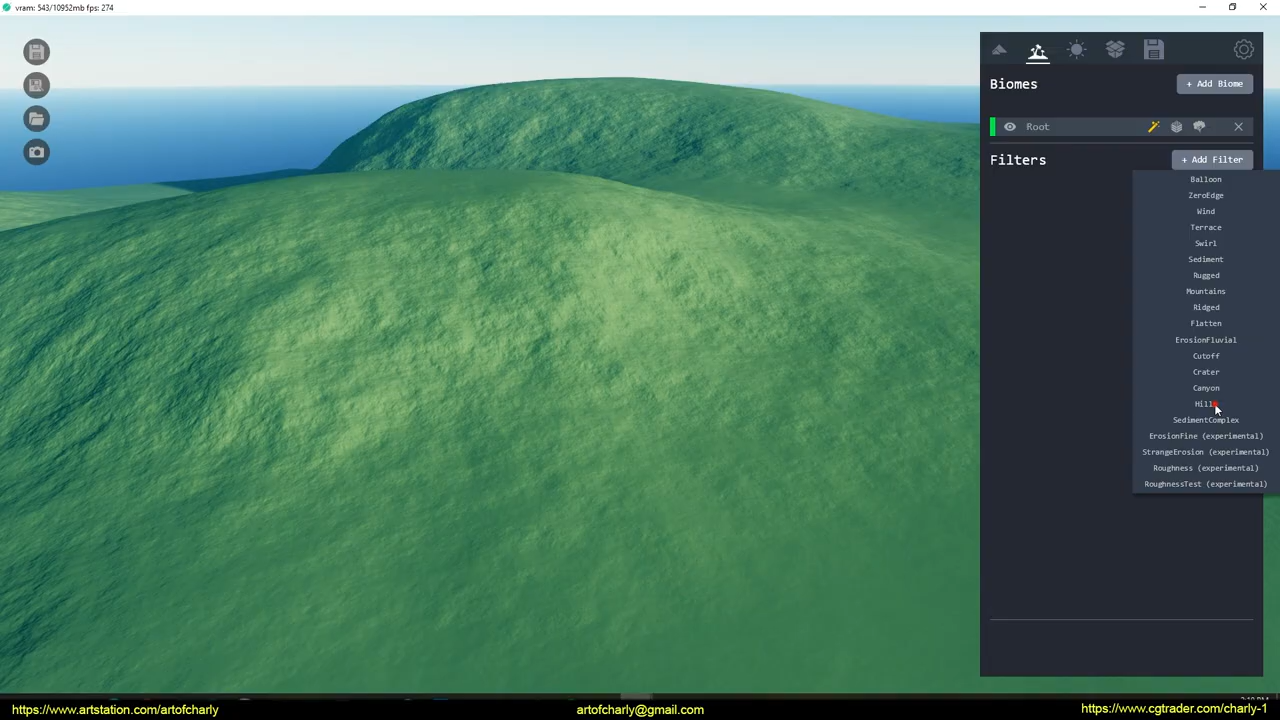 vram: 543/10952mb fps: 274
Biomes
+ Add Biome
Root
Filters
+ Add Filter
Balloon
ZeroEdge
Wind
Terrace
Swirl
Sediment
Rugged
Mountains
Ridged
Flatten
ErosionFluvial
Cutoff
Crater
Canyon
SedimentComplex
ErosionFine (experimental)
StrangeErosion (experimental)
Roughness (experimental)
RoughnessTest (experimental)
https://www.artstation.com/artofcharly
artofcharly@gmail.com
https://www.cgtrader.com/charly-1